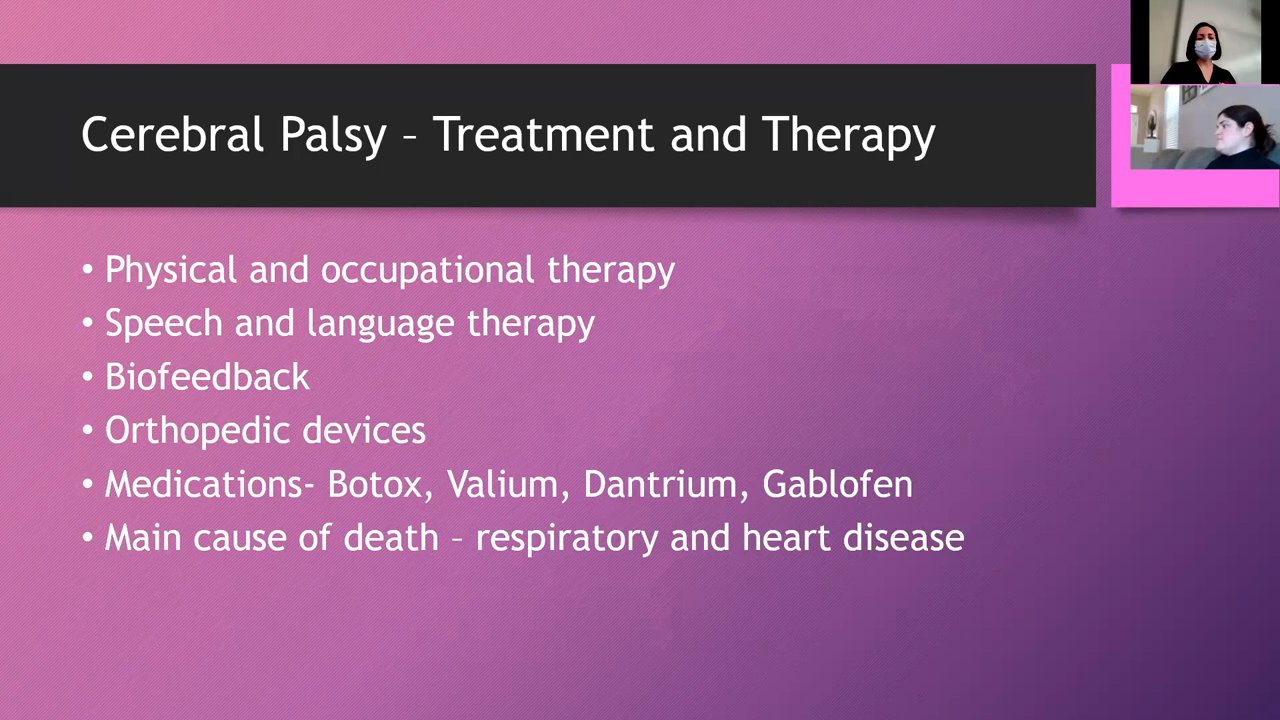 Cerebral Palsy – Treatment and Therapy
• Physical and occupational therapy
• Speech and language therapy
• Biofeedback
• Orthopedic devices
• Medications- Botox, Valium, Dantrium, Gablofen
• Main cause of death – respiratory and heart disease